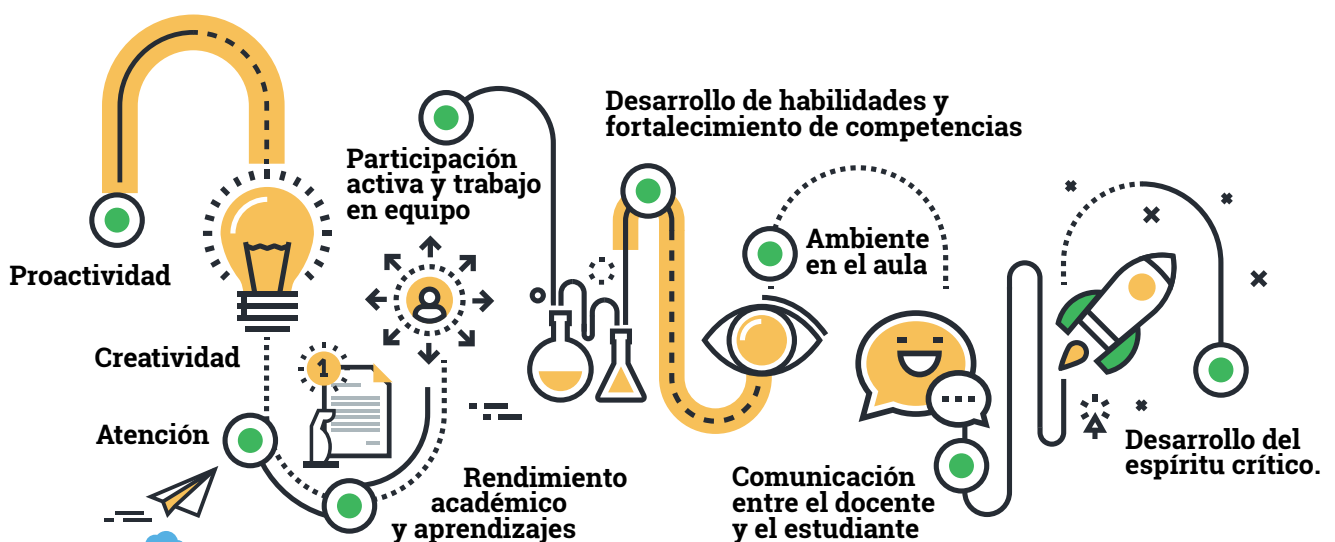 Proactividad
Creatividad
Atención
1
Rendimiento
académico
y aprendizajes
Participación
activa y trabajo
en equipo
Desarrollo de habilidades y
fortalecimiento de competencias
Ambiente
en el aula
Comunicación
entre el docente
y el estudiante
Desarrollo del
espíritu crítico.